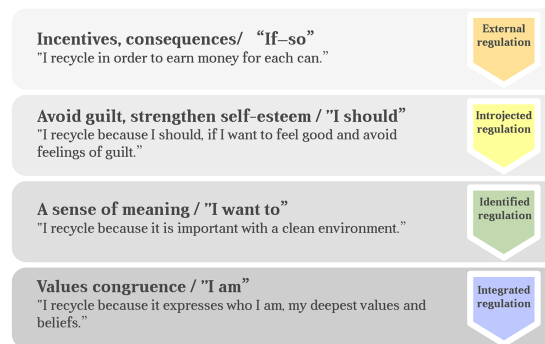 Incentives, consequences/  “If–so”
"I recycle in order to earn money for each can.”
External
regulation
Avoid guilt, strengthen self-esteem / "I should”
"I recycle because I should, if I want to feel good and avoid
feelings of guilt.”
Introjected
regulation
A sense of meaning / ”I want to”
"I recycle because it is important with a clean environment.”
Identified
regulation
Values congruence / ”I am”
"I recycle because it expresses who I am, my deepest values and
beliefs.”
Integrated
regulation